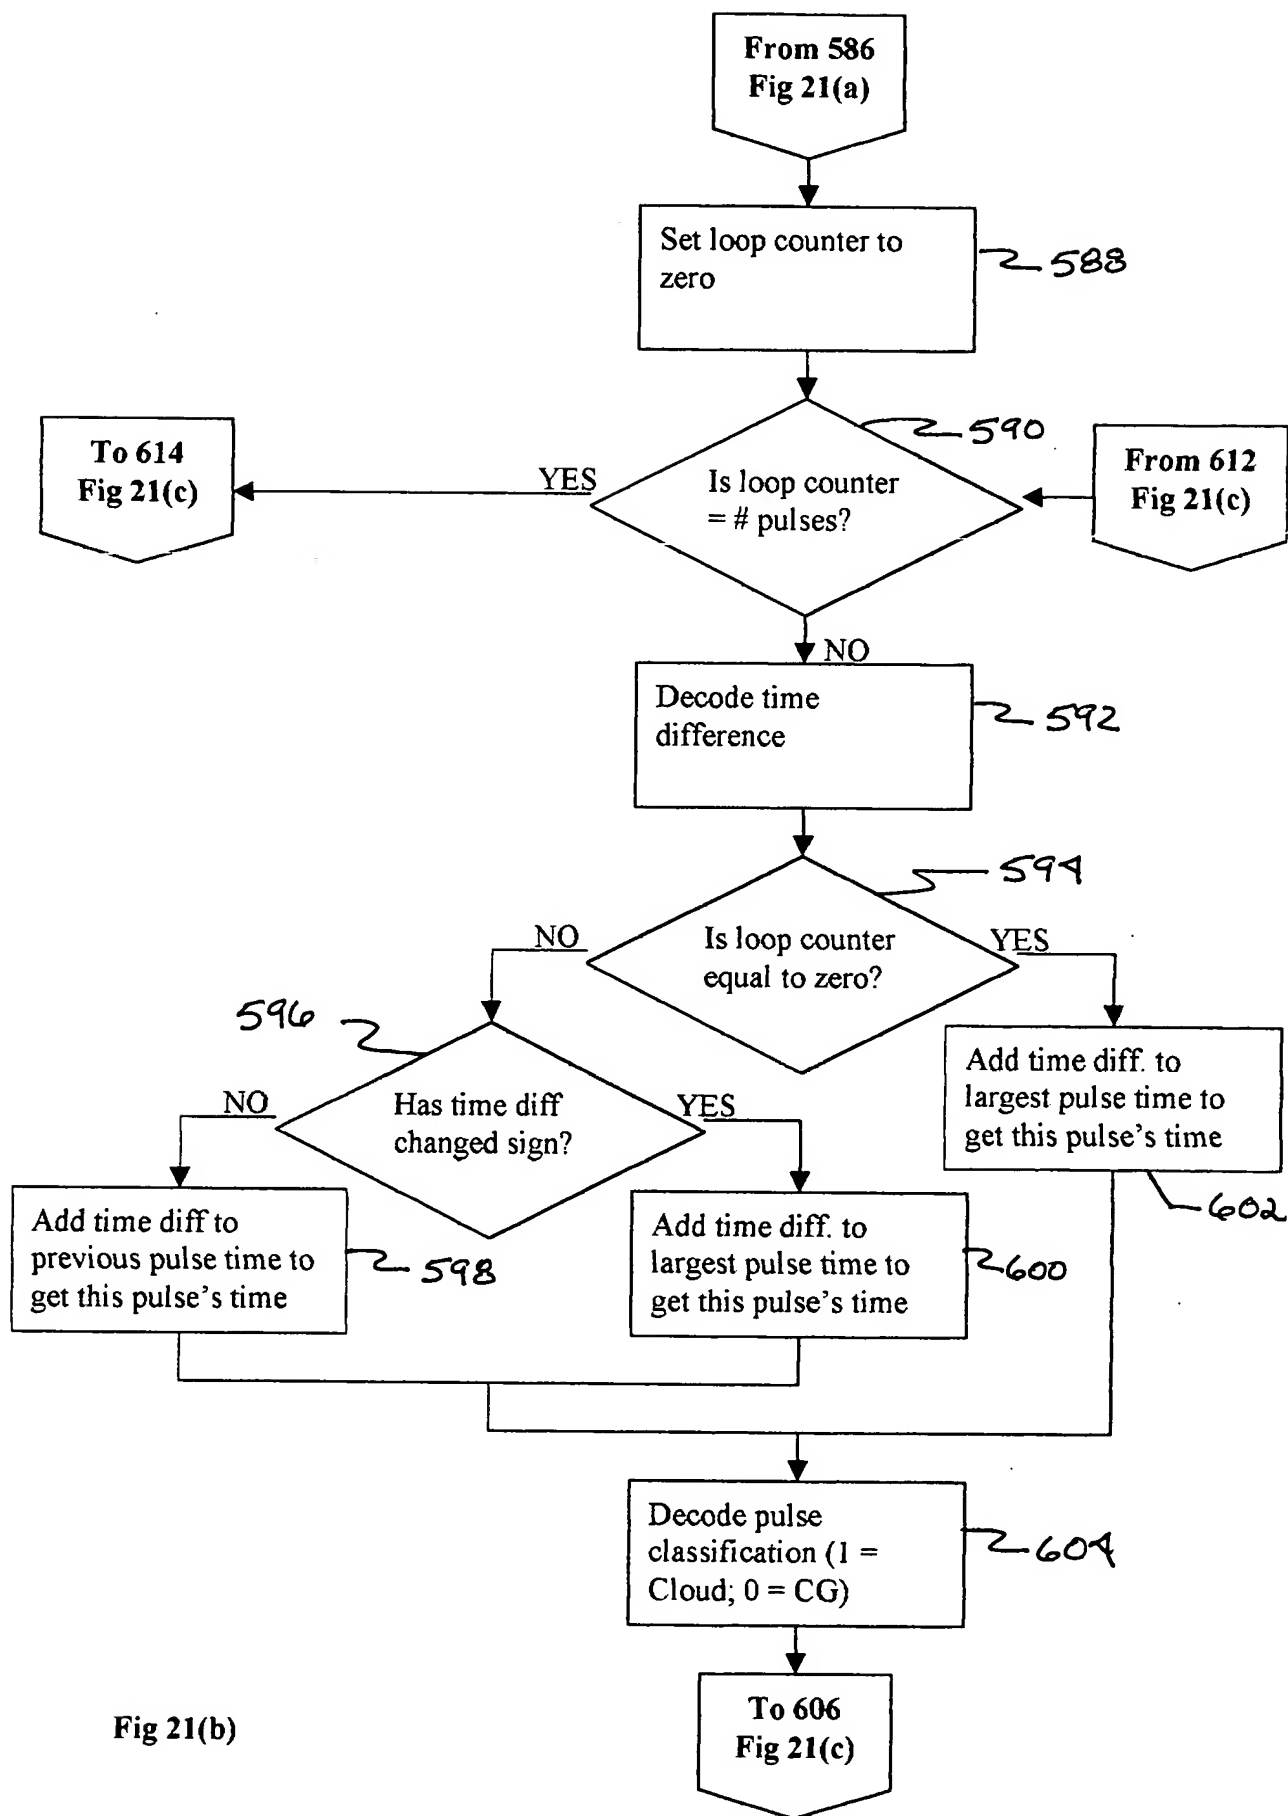 From 586
Fig 21(a)
Set loop counter to
zero
588
590
To 614
Fig 21(c)
YES
Is loop counter
= # pulses?
From 612
Fig 21(c)
NO
Decode time
difference
592
594
NO
Is loop counter
equal to zero?
YES
596
Add time diff. to
largest pulse time to
get this pulse's time
602
NO
Has time diff
changed sign?
YES
Add time diff to
previous pulse time to
get this pulse's time
598
Add time diff. to
largest pulse time to
get this pulse's time
600
Decode pulse
classification (1 =
Cloud; 0 = CG)
604
To 606
Fig 21(c)
Fig 21(b)